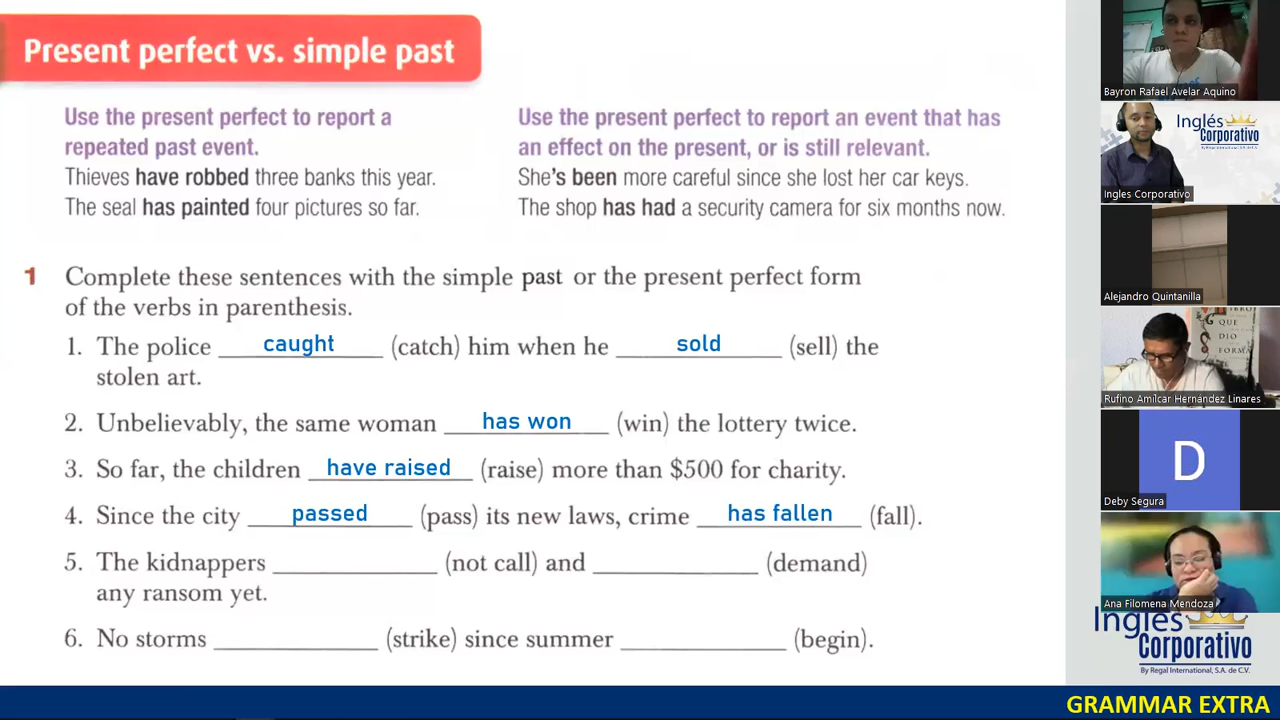 Present perfect vs. simple past
Use the present perfect to report a
repeated past event.
Thieves have robbed three banks this year.
The seal has painted four pictures so far.
Use the present perfect to report an event that has
an effect on the present, or is still relevant.
She's been more careful since she lost her car keys.
The shop has had a security camera for six months now.
1 Complete these sentences with the simple past or the present perfect form
of the verbs in parenthesis.
1. The police caught (catch) him when he sold (sell) the
stolen art.
2. Unbelievably, the same woman has won (win) the lottery twice.
3. So far, the children have raised (raise) more than $500 for charity.
4. Since the city passed (pass) its new laws, crime has fallen (fall).
5. The kidnappers ____________ (not call) and ____________ (demand)
any ransom yet.
6. No storms ____________ (strike) since summer ____________ (begin).
Bayron Rafael Avelar Aquino
Inglés
Corporativo
Ingles Corporativo
Alejandro Quintanilla
QUE
DIO
FORMA
Rufino Amílcar Hernández Linares
D
Deby Segura
Ana Filomena Mendoza
Inglés
Corporativo
By Regal International, S.A. de C.V.
GRAMMAR EXTRA